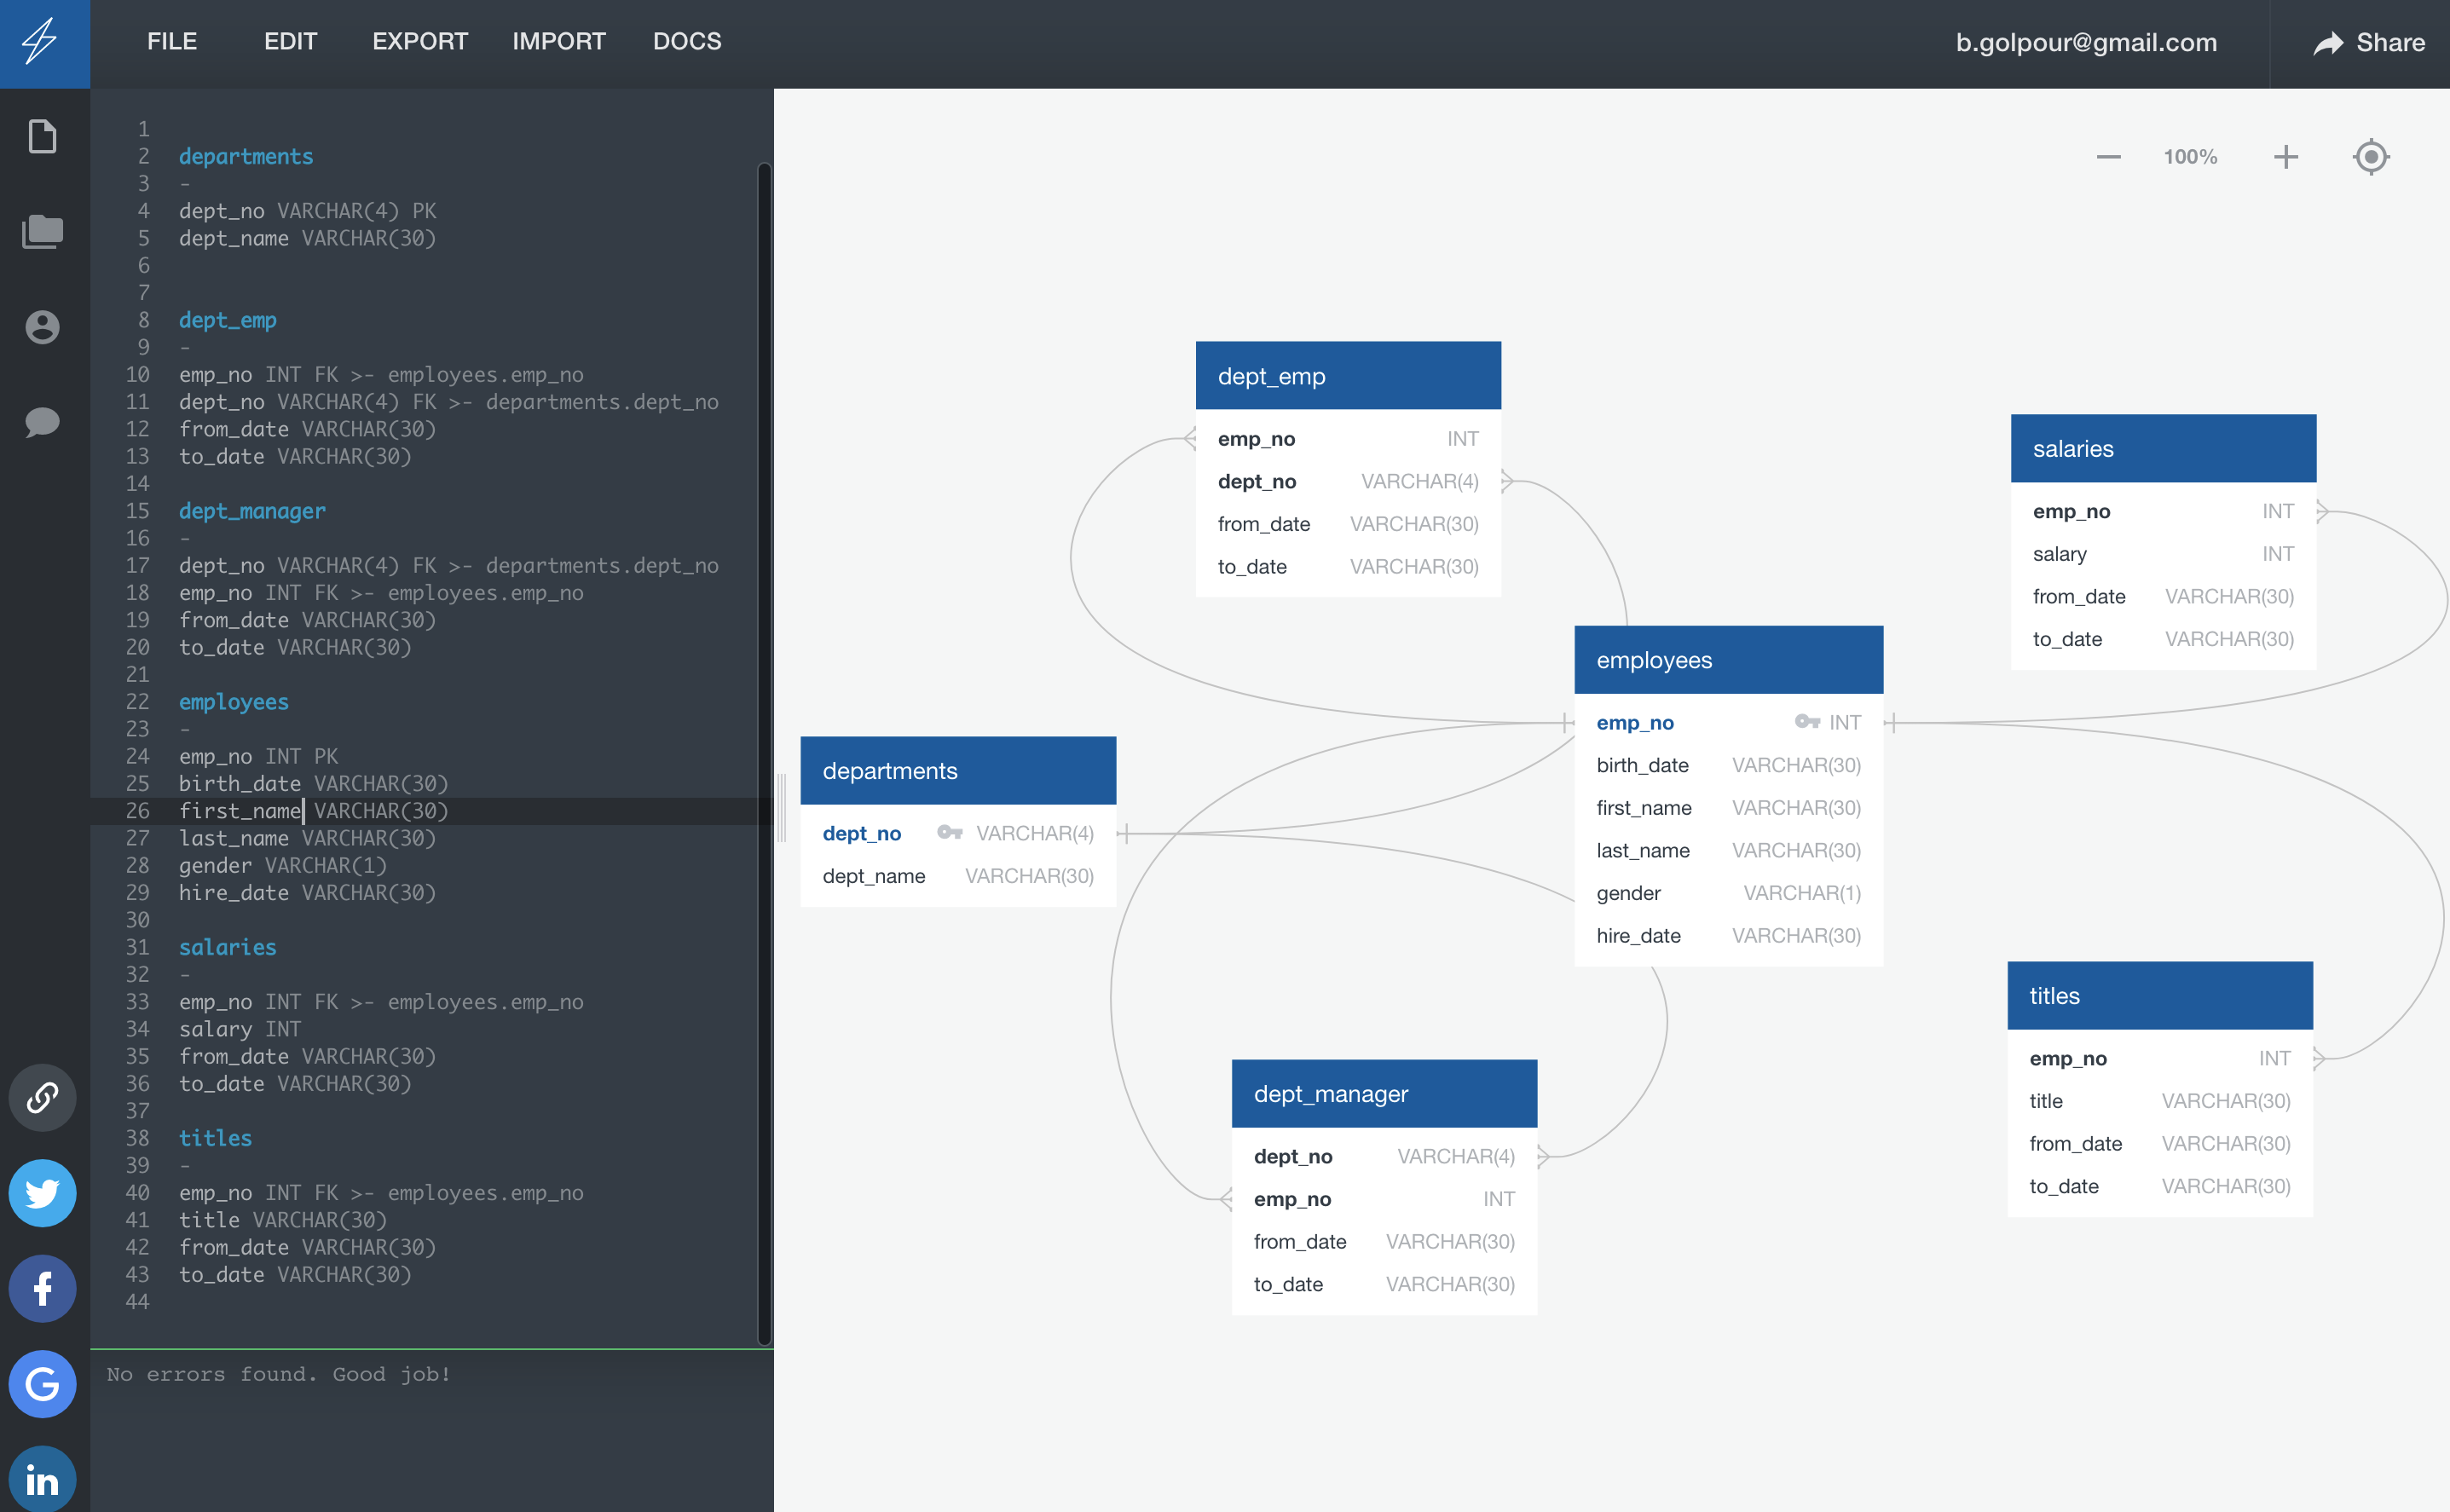 FILE EDIT EXPORT IMPORT DOCS b.golpour@gmail.com Share
1
2 departments
3 -
4 dept_no VARCHAR(4) PK
5 dept_name VARCHAR(30)
6
7
8 dept_emp
9 -
10 emp_no INT FK >- employees.emp_no
11 dept_no VARCHAR(4) FK >- departments.dept_no
12 from_date VARCHAR(30)
13 to_date VARCHAR(30)
14
15 dept_manager
16 -
17 dept_no VARCHAR(4) FK >- departments.dept_no
18 emp_no INT FK >- employees.emp_no
19 from_date VARCHAR(30)
20 to_date VARCHAR(30)
21
22 employees
23 -
24 emp_no INT PK
25 birth_date VARCHAR(30)
26 first_name VARCHAR(30)
27 last_name VARCHAR(30)
28 gender VARCHAR(1)
29 hire_date VARCHAR(30)
30
31 salaries
32 -
33 emp_no INT FK >- employees.emp_no
34 salary INT
35 from_date VARCHAR(30)
36 to_date VARCHAR(30)
37
38 titles
39 -
40 emp_no INT FK >- employees.emp_no
41 title VARCHAR(30)
42 from_date VARCHAR(30)
43 to_date VARCHAR(30)
44
No errors found. Good job!
100%
dept_emp
emp_no INT
dept_no VARCHAR(4)
from_date VARCHAR(30)
to_date VARCHAR(30)
salaries
emp_no INT
salary INT
from_date VARCHAR(30)
to_date VARCHAR(30)
employees
emp_no INT
birth_date VARCHAR(30)
first_name VARCHAR(30)
last_name VARCHAR(30)
gender VARCHAR(1)
hire_date VARCHAR(30)
departments
dept_no VARCHAR(4)
dept_name VARCHAR(30)
titles
emp_no INT
title VARCHAR(30)
from_date VARCHAR(30)
to_date VARCHAR(30)
dept_manager
dept_no VARCHAR(4)
emp_no INT
from_date VARCHAR(30)
to_date VARCHAR(30)
f
G
in